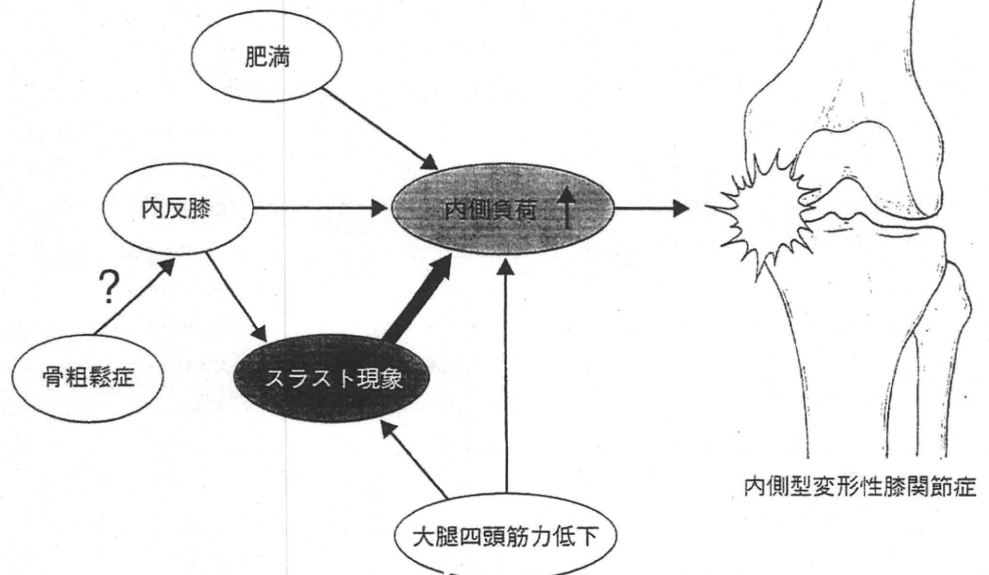 肥満
内反膝
内側負荷↑
?
骨粗鬆症
スラスト現象
大腿四頭筋力低下
内側型変形性膝関節症